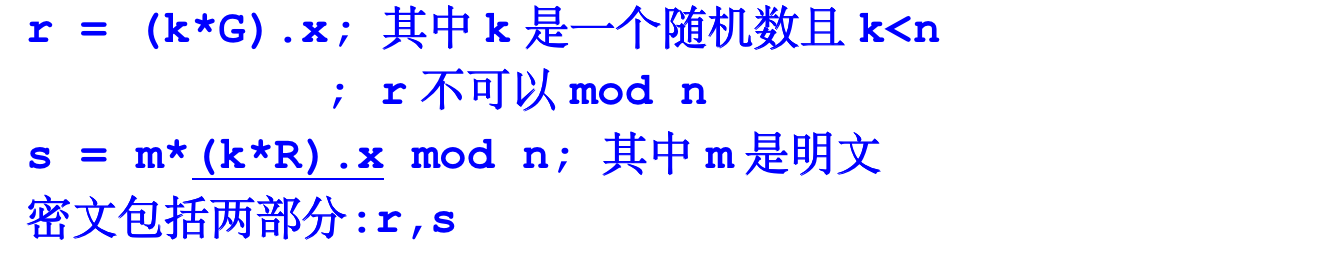 r = (k*G).x; 其中 k 是一个随机数且 k<n
; r 不可以 mod n
s = m*(k*R).x mod n; 其中 m 是明文
密文包括两部分:r,s